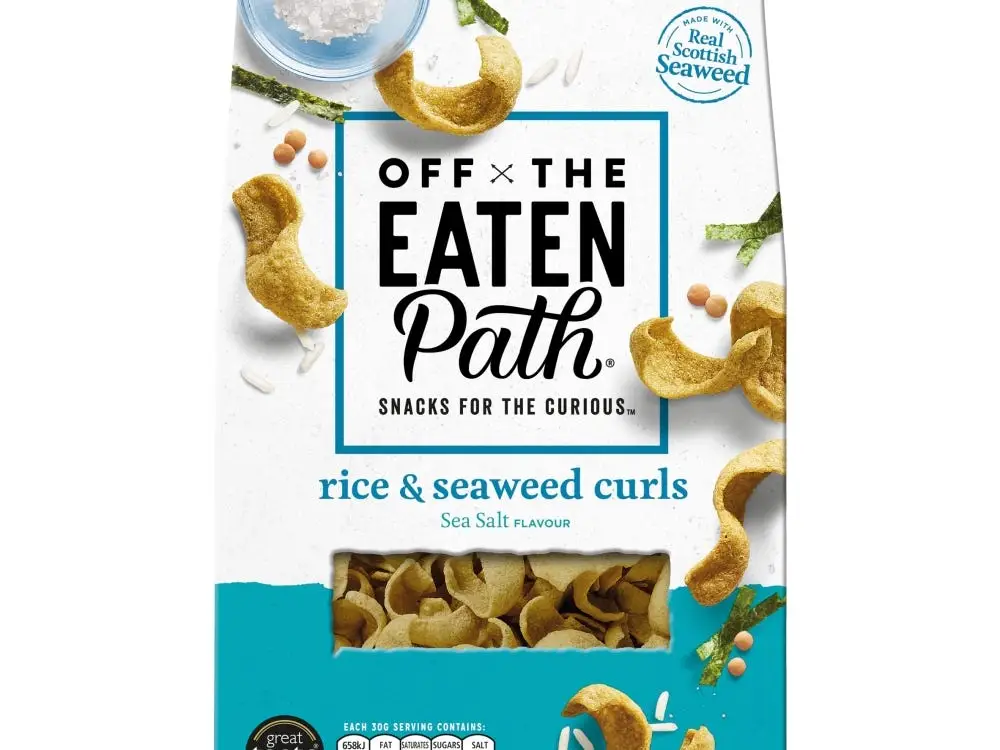 MADE WITH
Real
Scottish
Seaweed
OFF THE
EATEN
Path®
SNACKS FOR THE CURIOUS™
rice & seaweed curls
Sea Salt FLAVOUR
EACH 30G SERVING CONTAINS:
658kJ FAT SATURATES SUGARS SALT
great